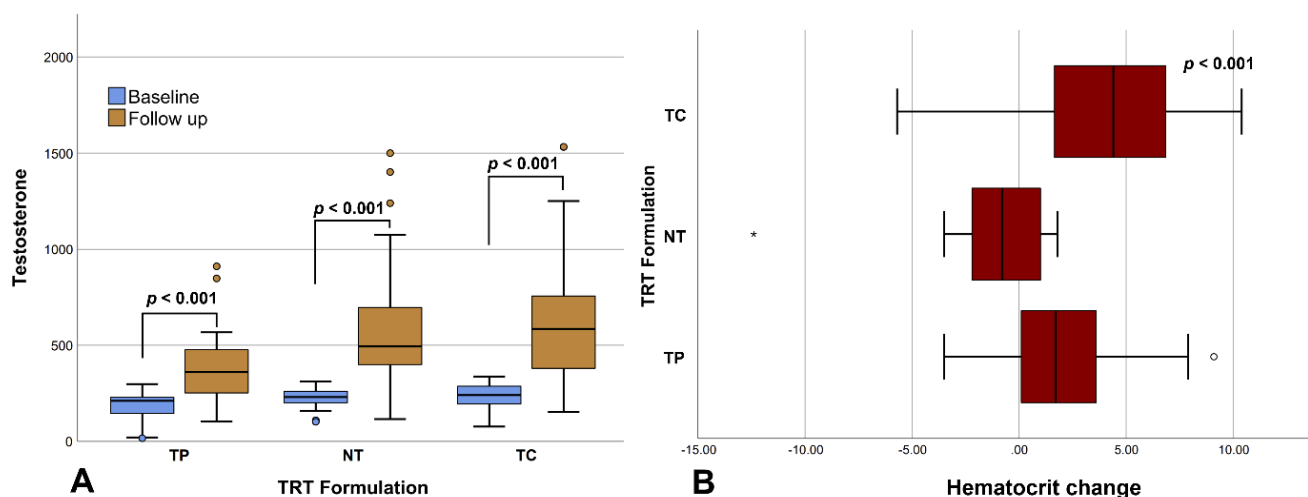 2000
Baseline
Follow up
1500
p < 0.001
p < 0.001
1000
p < 0.001
500
0
Testosterone
TP NT TC
A TRT Formulation
p < 0.001
TC
NT
*
TP
TRT Formulation
-15.00 -5.00 .00 5.00 10.00
B Hematocrit change